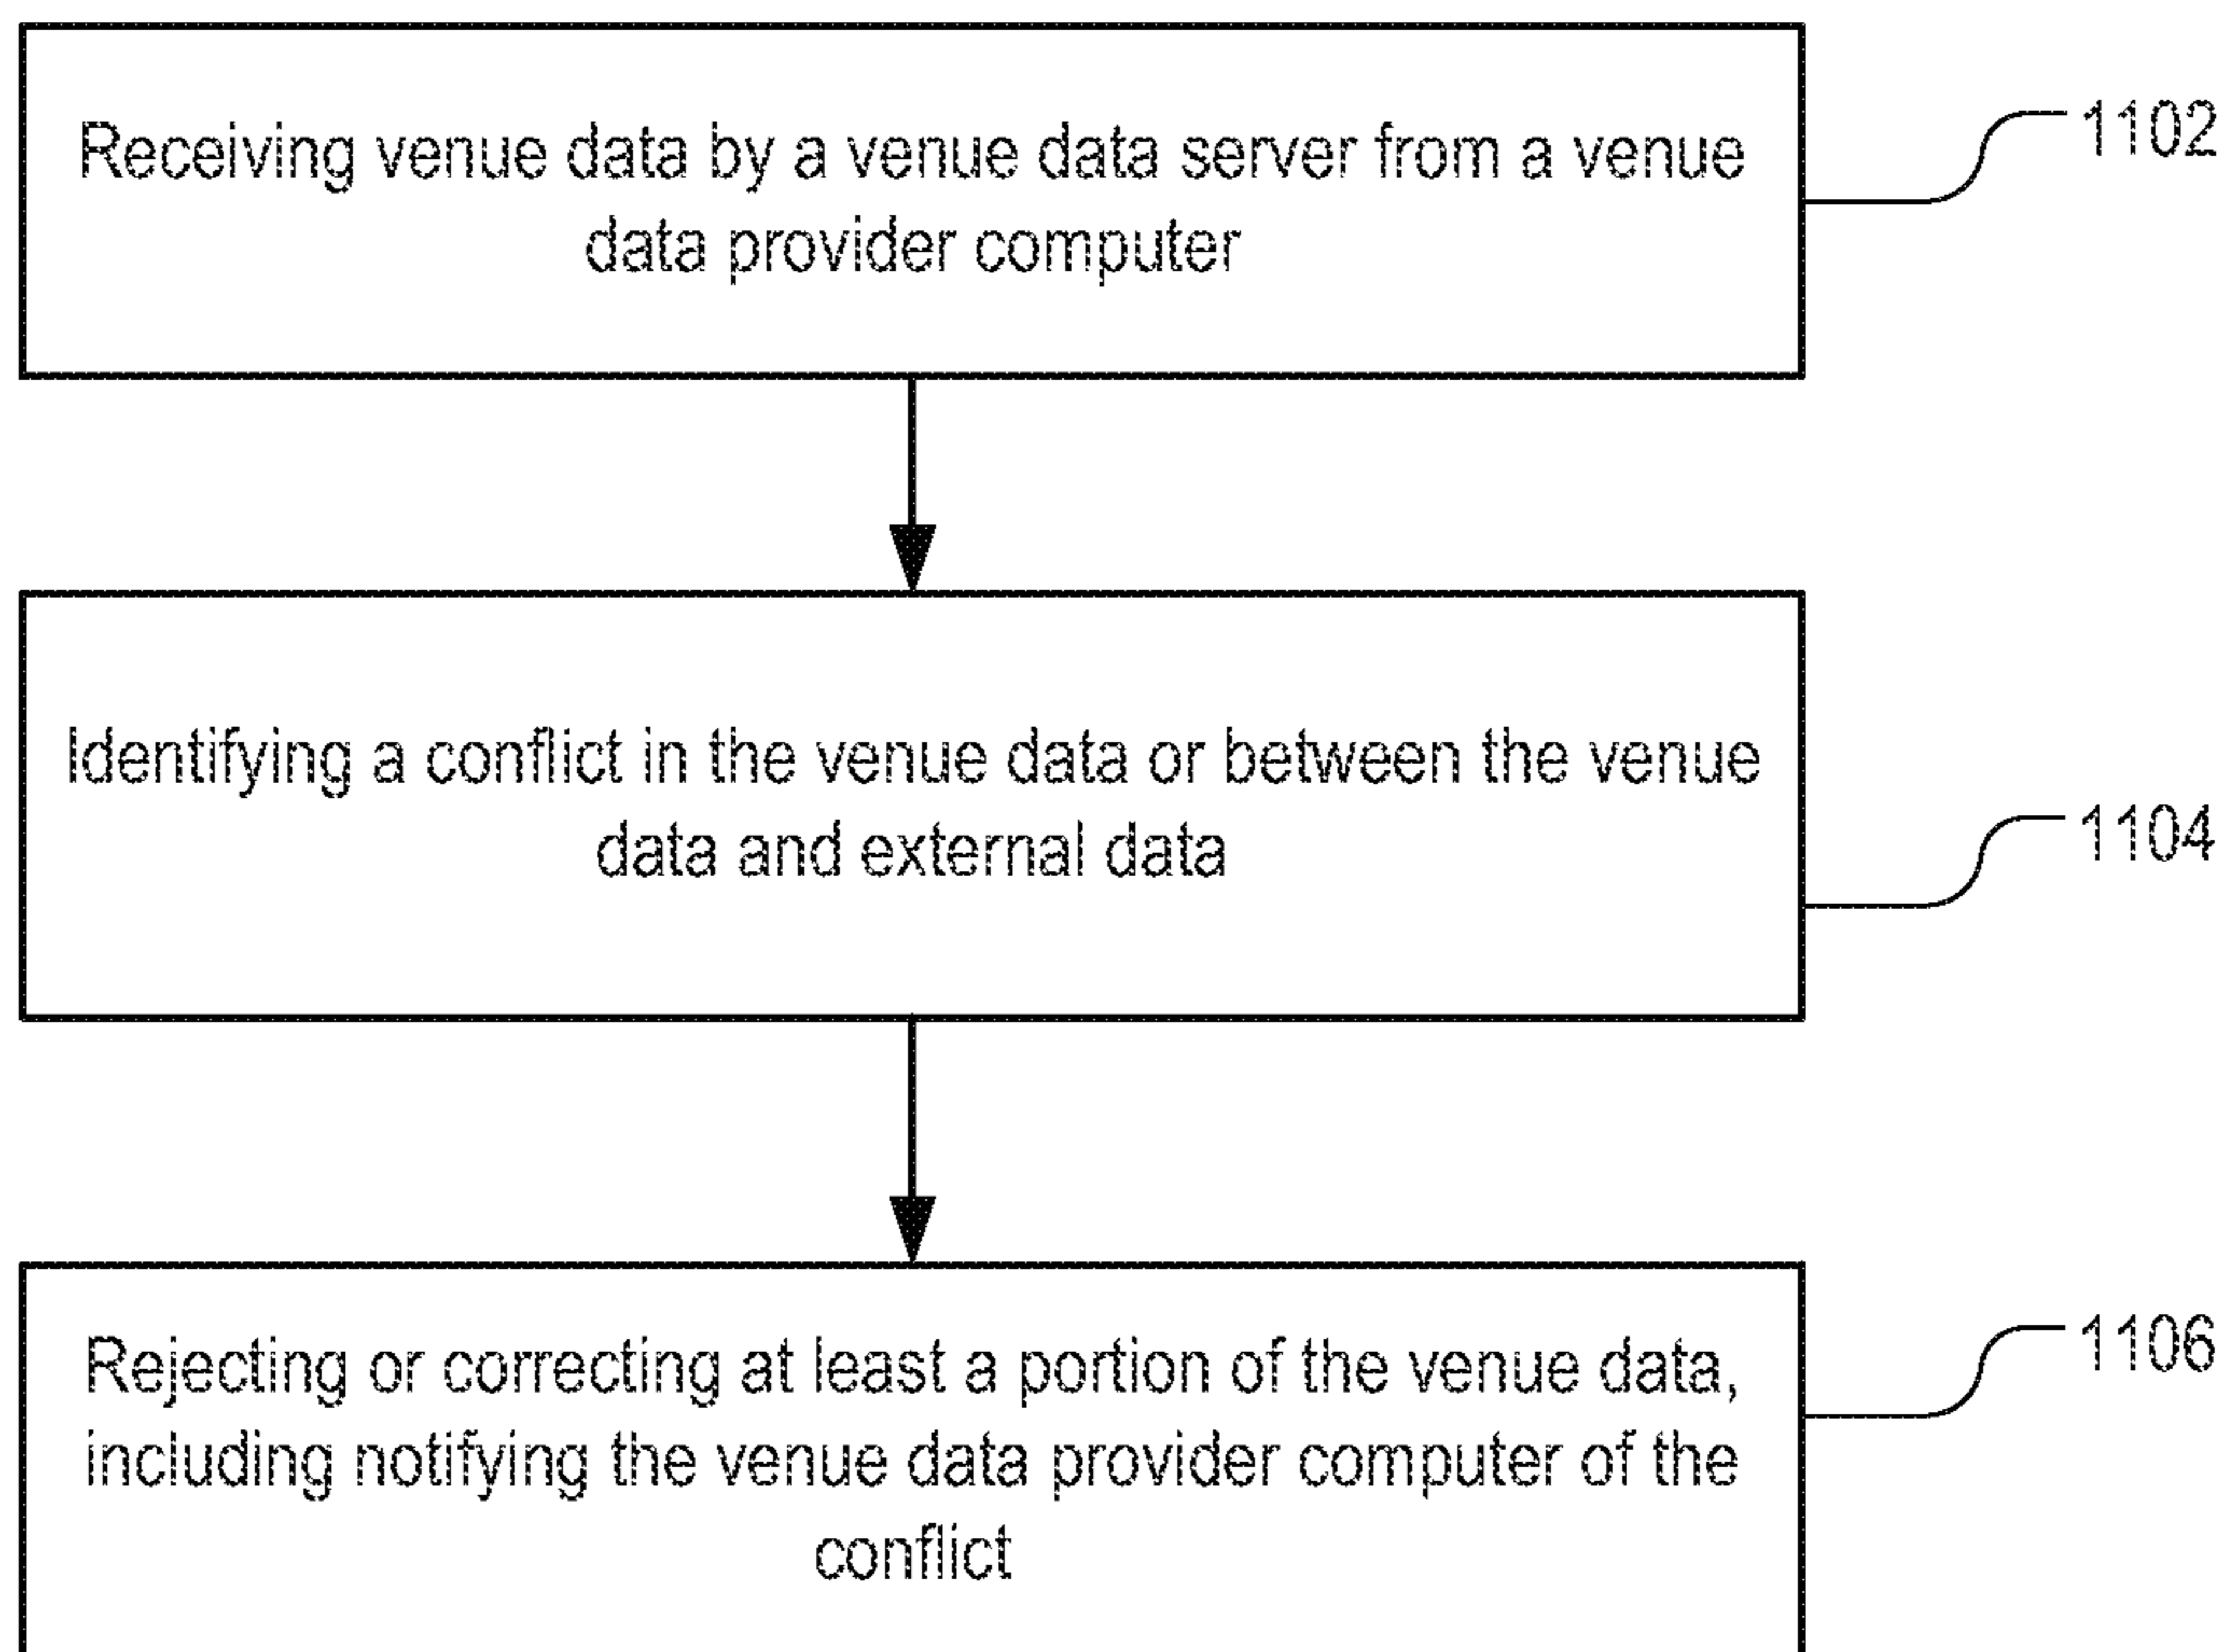 Receiving venue data by a venue data server from a venue
data provider computer
1102
Identifying a conflict in the venue data or between the venue
data and external data
1104
Rejecting or correcting at least a portion of the venue data,
including notifying the venue data provider computer of the
conflict
1106